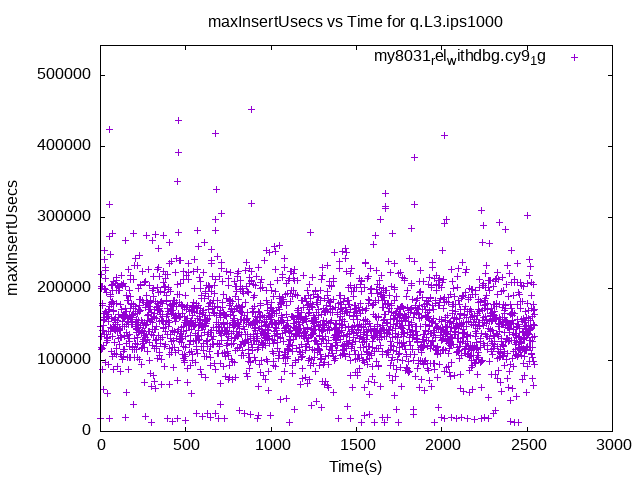 maxInsertUsecs vs Time for q.L3.ips1000
my8031relwithdbg.cy91g
500000
400000
300000
200000
100000
0
maxInsertUsecs
0 500 1000 1500 2000 2500 3000
Time(s)